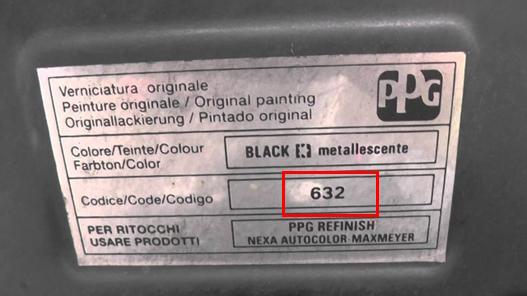 Verniciatura originale
Peinture originale / Original painting
Originallackierung / Pintado original
PPG
Colore/Teinte/Colour
Farbton/Color
BLACK metallescente
Codice/Code/Codigo
632
PER RITOCCHI
USARE PRODOTTI
PPG REFINISH
NEXA AUTOCOLOR-MAXMEYER